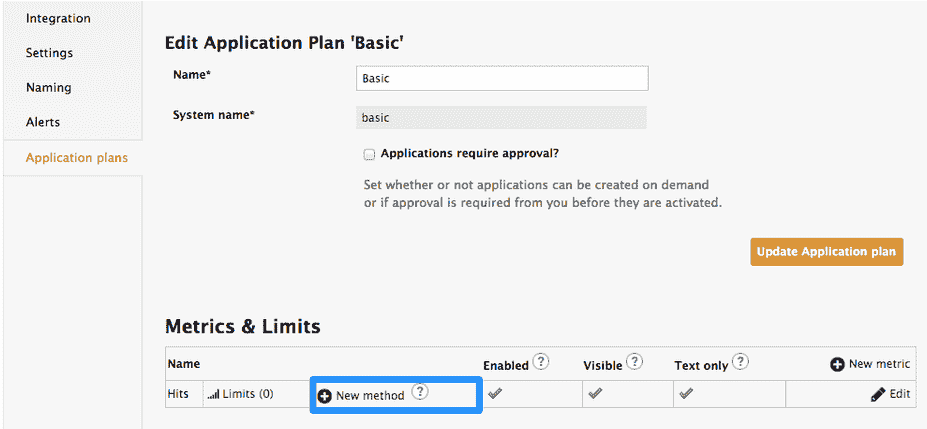 Integration
Settings
Naming
Alerts
Application plans
Edit Application Plan 'Basic'
Name*
Basic
System name*
basic
Applications require approval?
Set whether or not applications can be created on demand
or if approval is required from you before they are activated.
Update Application plan
Metrics & Limits
Name Enabled ? Visible ? Text only ? New metric
Hits Limits (0) New method ? Edit